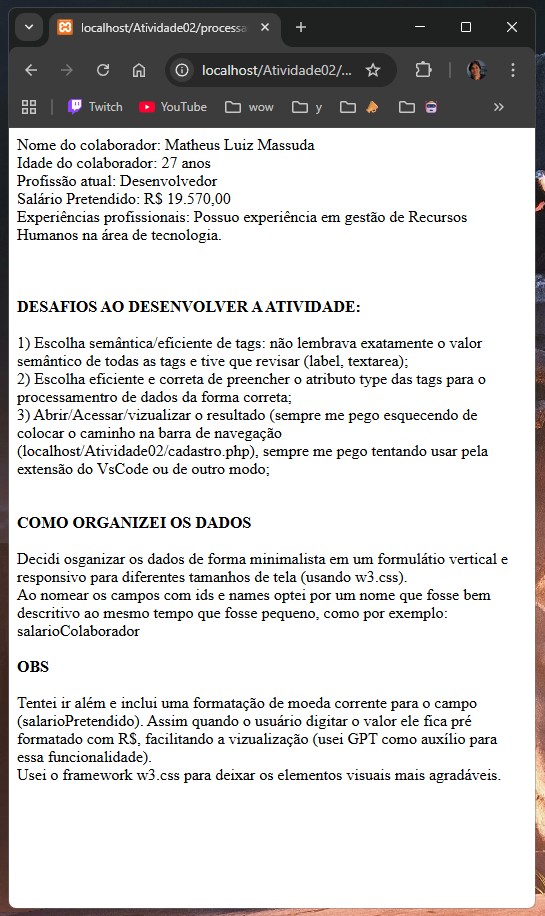 localhost/Atividade02/processa
localhost/Atividade02/...
Twitch
YouTube
wow
y
Nome do colaborador: Matheus Luiz Massuda
Idade do colaborador: 27 anos
Profissão atual: Desenvolvedor
Salário Pretendido: R$ 19.570,00
Experiências profissionais: Possuo experiência em gestão de Recursos
Humanos na área de tecnologia.
DESAFIOS AO DESENVOLVER A ATIVIDADE:
1) Escolha semântica/eficiente de tags: não lembrava exatamente o valor
semântico de todas as tags e tive que revisar (label, textarea);
2) Escolha eficiente e correta de preencher o atributo type das tags para o
processamentro de dados da forma correta;
3) Abrir/Acessar/vizualizar o resultado (sempre me pego esquecendo de
colocar o caminho na barra de navegação
(localhost/Atividade02/cadastro.php), sempre me pego tentando usar pela
extensão do VsCode ou de outro modo;
COMO ORGANIZEI OS DADOS
Decidi osganizar os dados de forma minimalista em um formulátio vertical e
responsivo para diferentes tamanhos de tela (usando w3.css).
Ao nomear os campos com ids e names optei por um nome que fosse bem
descritivo ao mesmo tempo que fosse pequeno, como por exemplo:
salarioColaborador
OBS
Tentei ir além e inclui uma formatação de moeda corrente para o campo
(salarioPretendido). Assim quando o usuário digitar o valor ele fica pré
formatado com R$, facilitando a vizualização (usei GPT como auxílio para
essa funcionalidade).
Usei o framework w3.css para deixar os elementos visuais mais agradáveis.